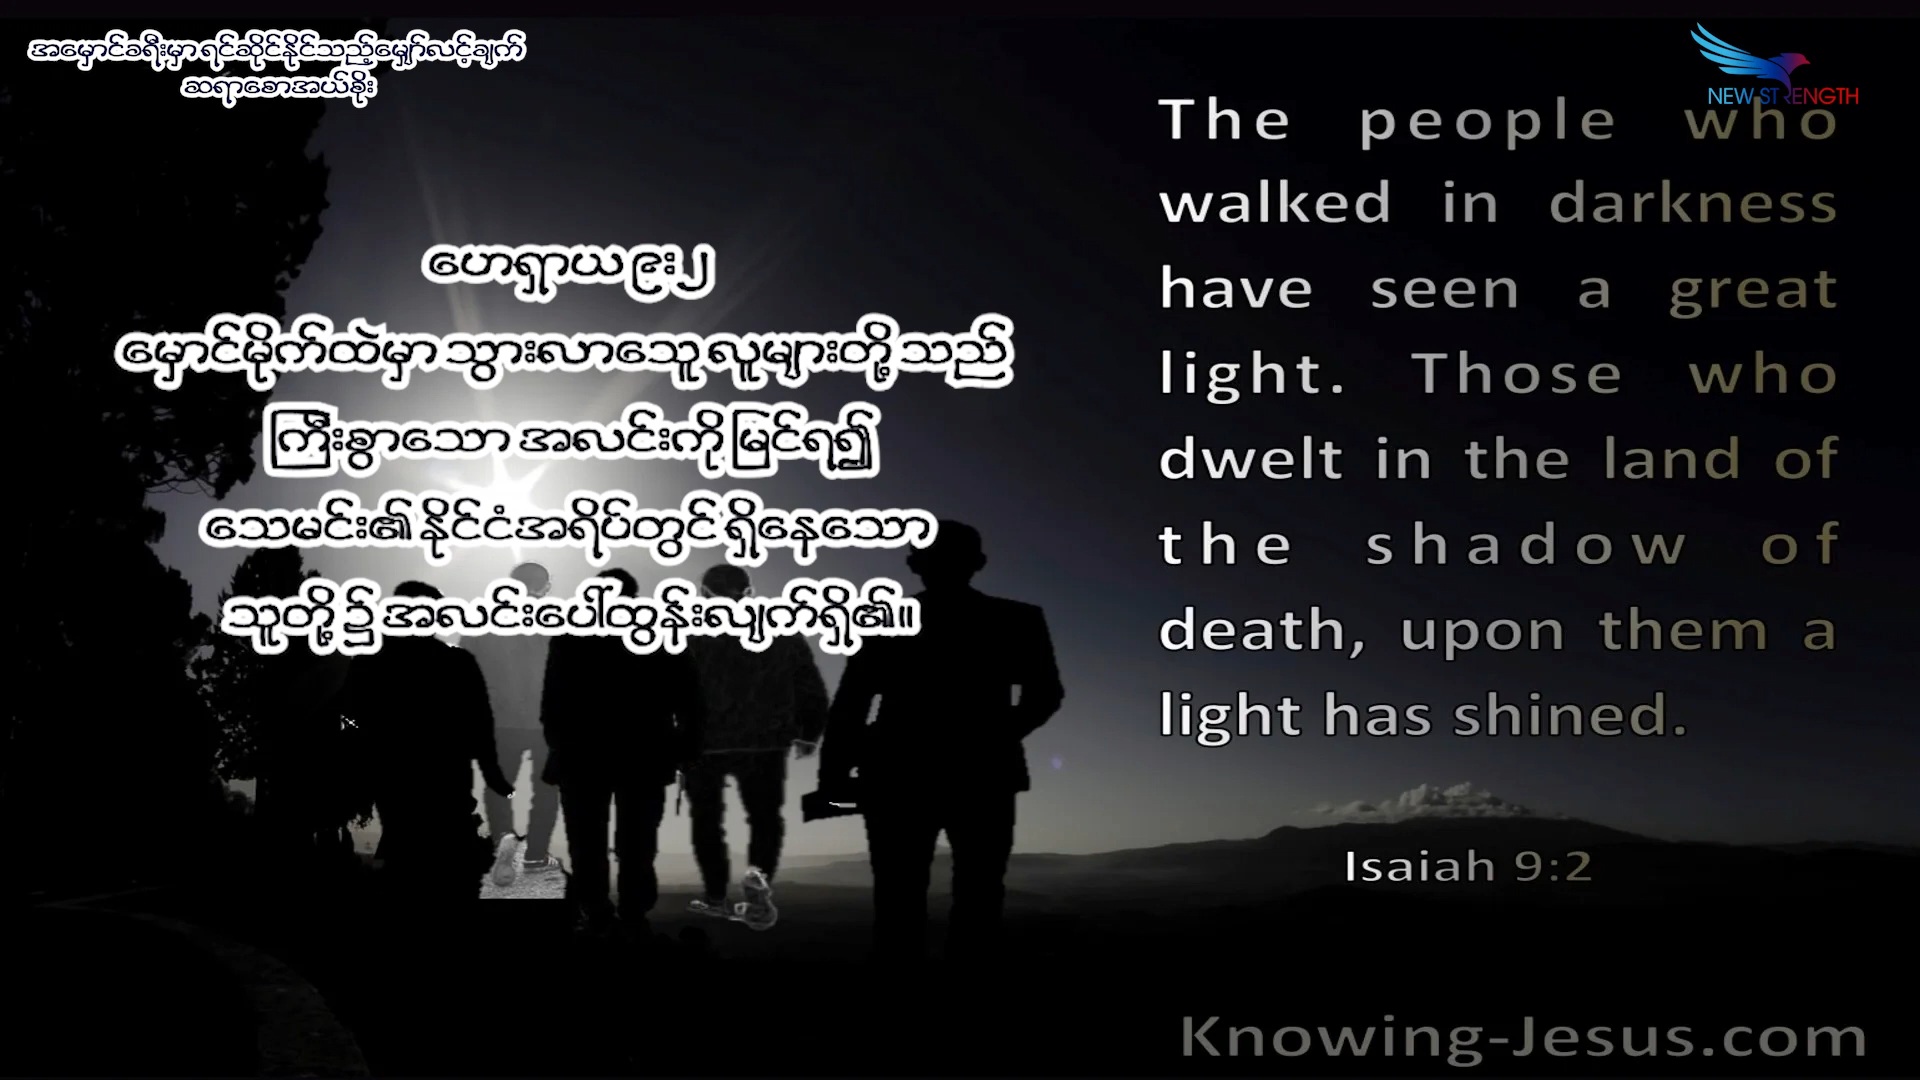 အမှောင်ခရီးမှာ ရင်ဆိုင်နိုင်သည့်မျှော်လင့်ချက်
ဆရာစောအယ်စိုး
NEW STRENGTH
ဟေရှာယ ၉း၂
မှောင်မိုက်ထဲမှာ သွားလာသော သူလူများတို့ သည်
ကြီးစွာသော အလင်းကို မြင်ရ၍
သေမင်း၏ နိုင်ငံအရိပ်တွင် ရှိနေသော
သူတို့ ၌ အလင်းပေါ်ထွန်းလျက်ရှိ၏။
The people who
walked in darkness
have seen a great
light. Those who
dwelt in the land of
the shadow of
death, upon them a
light has shined.
Isaiah 9:2
Knowing-Jesus.com